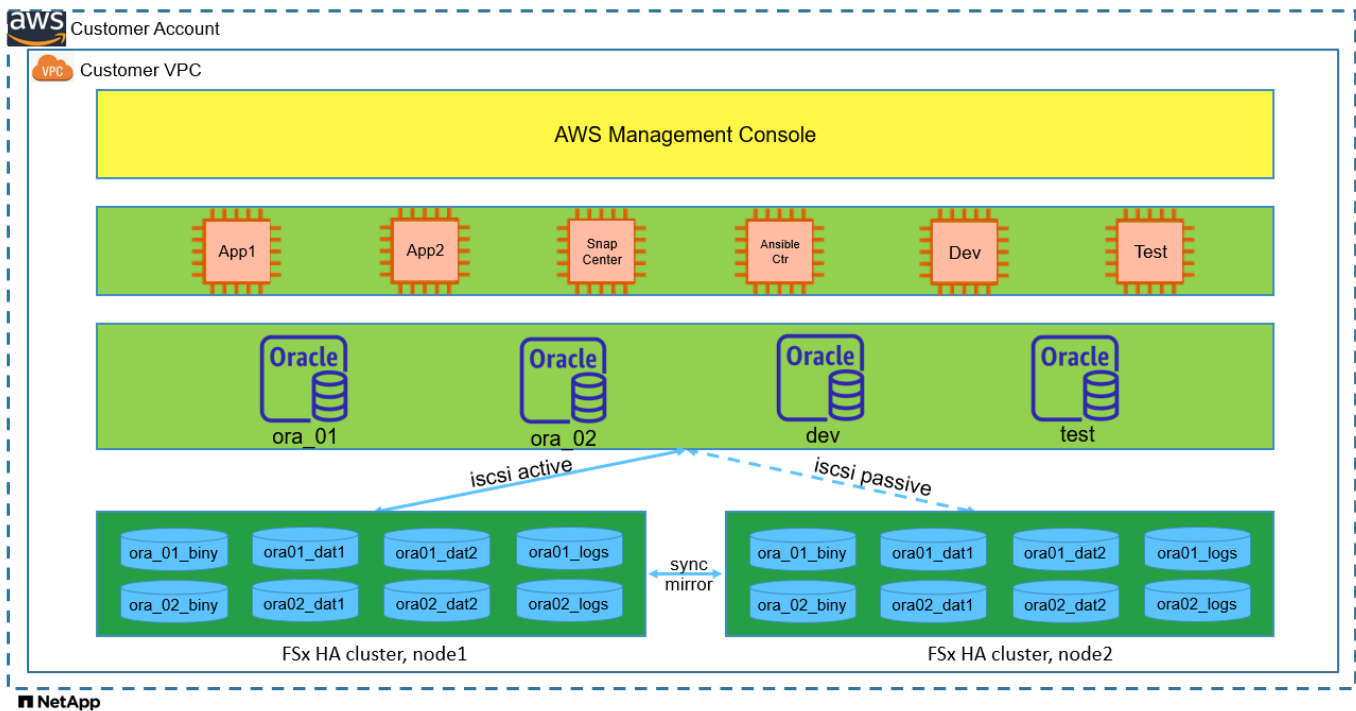 aws Customer Account
VPC Customer VPC
AWS Management Console
App1 App2 Snap Center Ansible Ctr Dev Test
Oracle Oracle Oracle Oracle
ora_01 ora_02 dev test
iscsi active iscsi passive
ora_01_biny ora01_dat1 ora01_dat2 ora01_logs
ora_02_biny ora02_dat1 ora02_dat2 ora02_logs
sync
mirror
ora_01_biny ora01_dat1 ora01_dat2 ora01_logs
ora_02_biny ora02_dat1 ora02_dat2 ora02_logs
FSx HA cluster, node1 FSx HA cluster, node2
NetApp